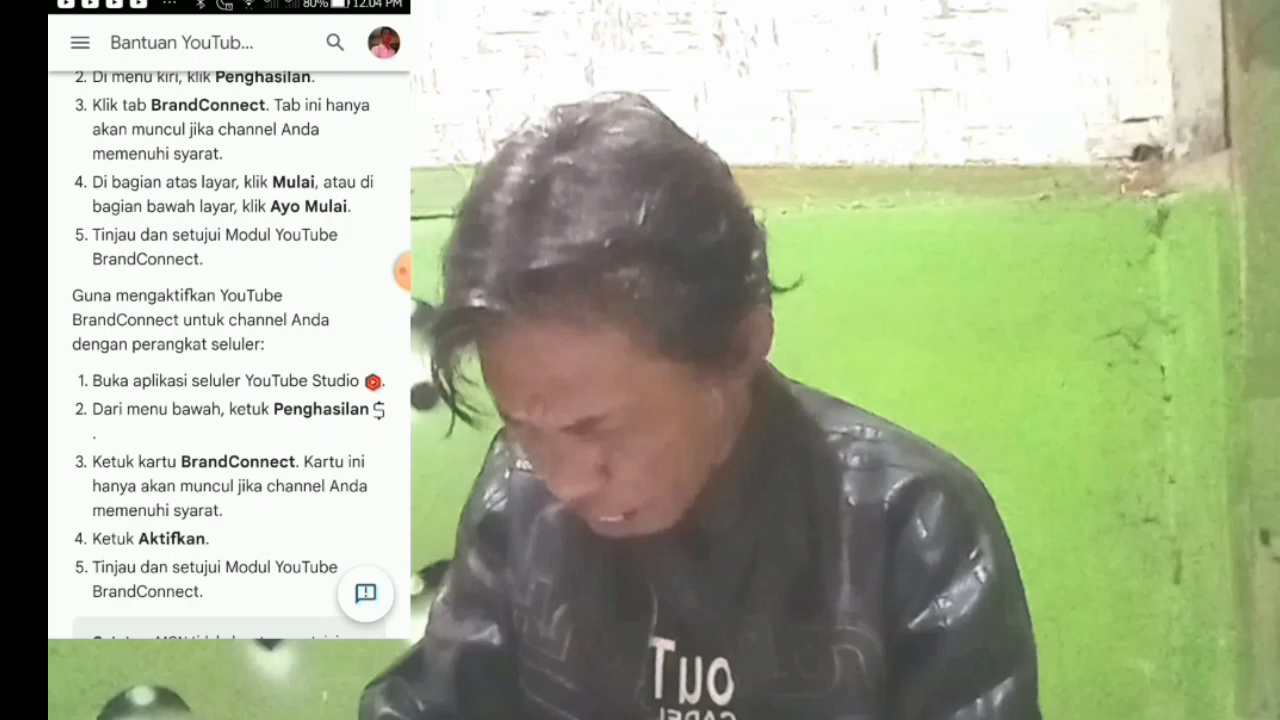 80% 12.04 PM
Bantuan YouTub...
2. Di menu kiri, klik Penghasilan.
3. Klik tab BrandConnect. Tab ini hanya
akan muncul jika channel Anda
memenuhi syarat.
4. Di bagian atas layar, klik Mulai, atau di
bagian bawah layar, klik Ayo Mulai.
5. Tinjau dan setujui Modul YouTube
BrandConnect.
Guna mengaktifkan YouTube
BrandConnect untuk channel Anda
dengan perangkat seluler:
1. Buka aplikasi seluler YouTube Studio .
2. Dari menu bawah, ketuk Penghasilan
.
3. Ketuk kartu BrandConnect. Kartu ini
hanya akan muncul jika channel Anda
memenuhi syarat.
4. Ketuk Aktifkan.
5. Tinjau dan setujui Modul YouTube
BrandConnect.